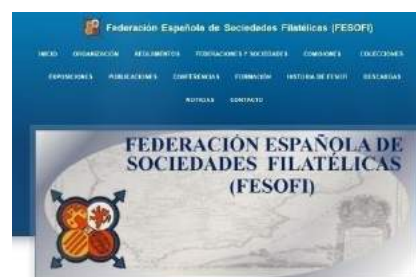 Federación Española de Sociedades Filatélicas (FESOFI)
INICIO ORGANIZACIÓN REGLAMENTOS FEDERACIONES Y SOCIEDADES COMISIONES COLECCIONES
EXPOSICIONES PUBLICACIONES CONFERENCIAS FORMACIÓN HISTORIA DE FESOFI DESCARGAS
NOTICIAS CONTACTO
FEDERACIÓN ESPAÑOLA DE
SOCIEDADES FILATÉLICAS
(FESOFI)